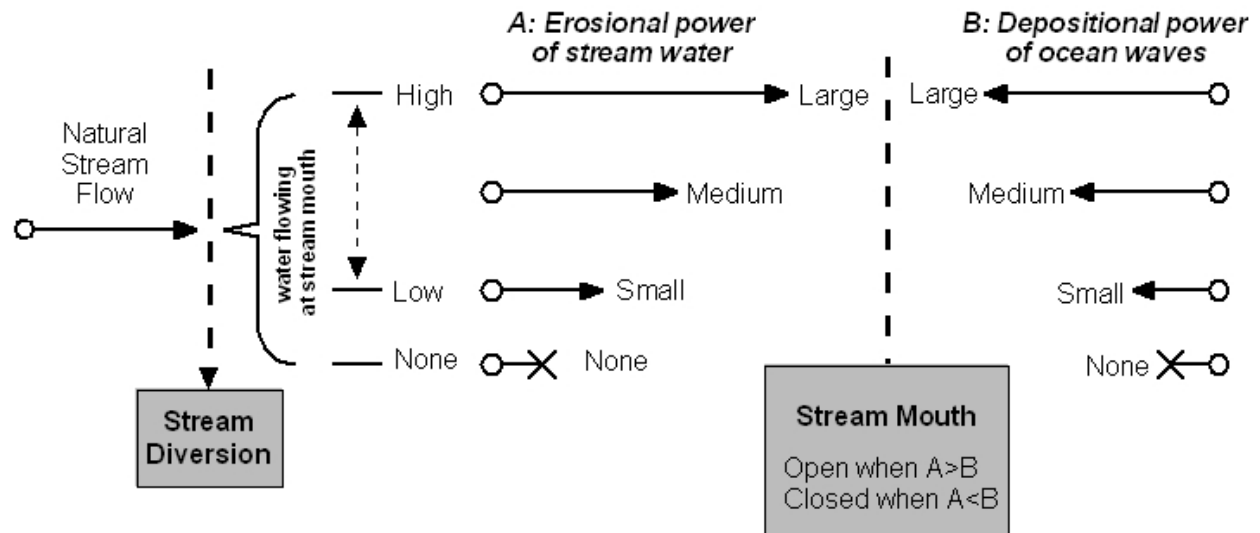 A: Erosional power
of stream water
B: Depositional power
of ocean waves
Natural
Stream
Flow
water flowing
at stream mouth
High
Large
Large
Medium
Medium
Low
Small
Small
None
None
None
Stream
Diversion
Stream Mouth
Open when A>B
Closed when A<B